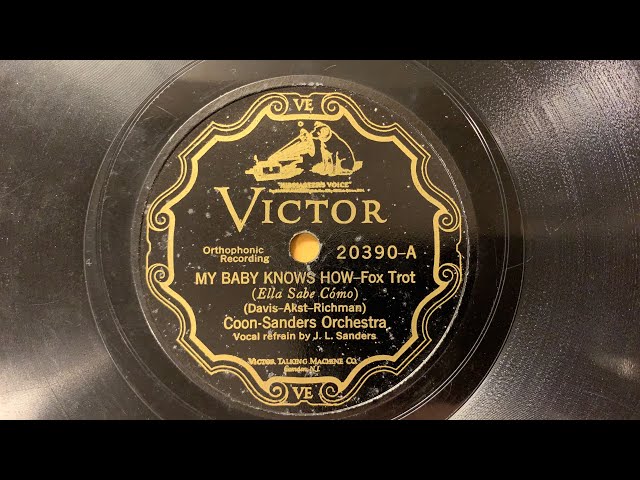 VE
"HIS MASTER'S VOICE"
VICTOR
Orthophonic
Recording
20390-A
MY BABY KNOWS HOW-Fox Trot
(Ella Sabe Cómo)
(Davis-Akst-Richman)
Coon-Sanders Orchestra
Vocal refrain by J. L. Sanders
VICTOR TALKING MACHINE CO.
Camden, N.J.
VE